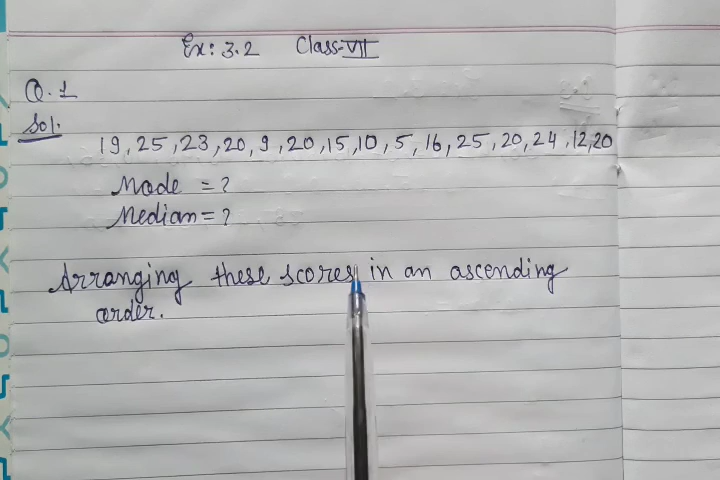 Ex: 3.2 Class-VII
Q. 1
Sol.
19, 25, 23, 20, 9, 20, 15, 10, 5, 16, 25, 20, 24, 12, 20
Mode = ?
Median = ?
Arranging these scores in an ascending
order.